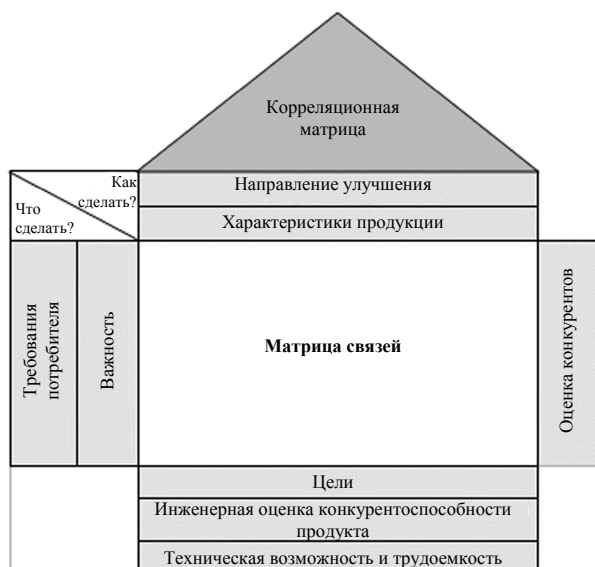 Корреляционная
матрица
Направление улучшения
Как
сделать?
Что
сделать?
Характеристики продукции
Требования
потребителя
Важность
Матрица связей
Оценка конкурентов
Цели
Инженерная оценка конкурентоспособности
продукта
Техническая возможность и трудоемкость